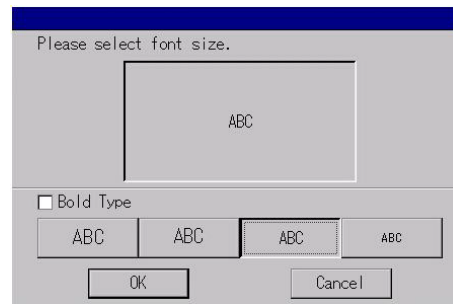 Please select font size.
ABC
Bold Type
ABC ABC ABC ABC
OK Cancel